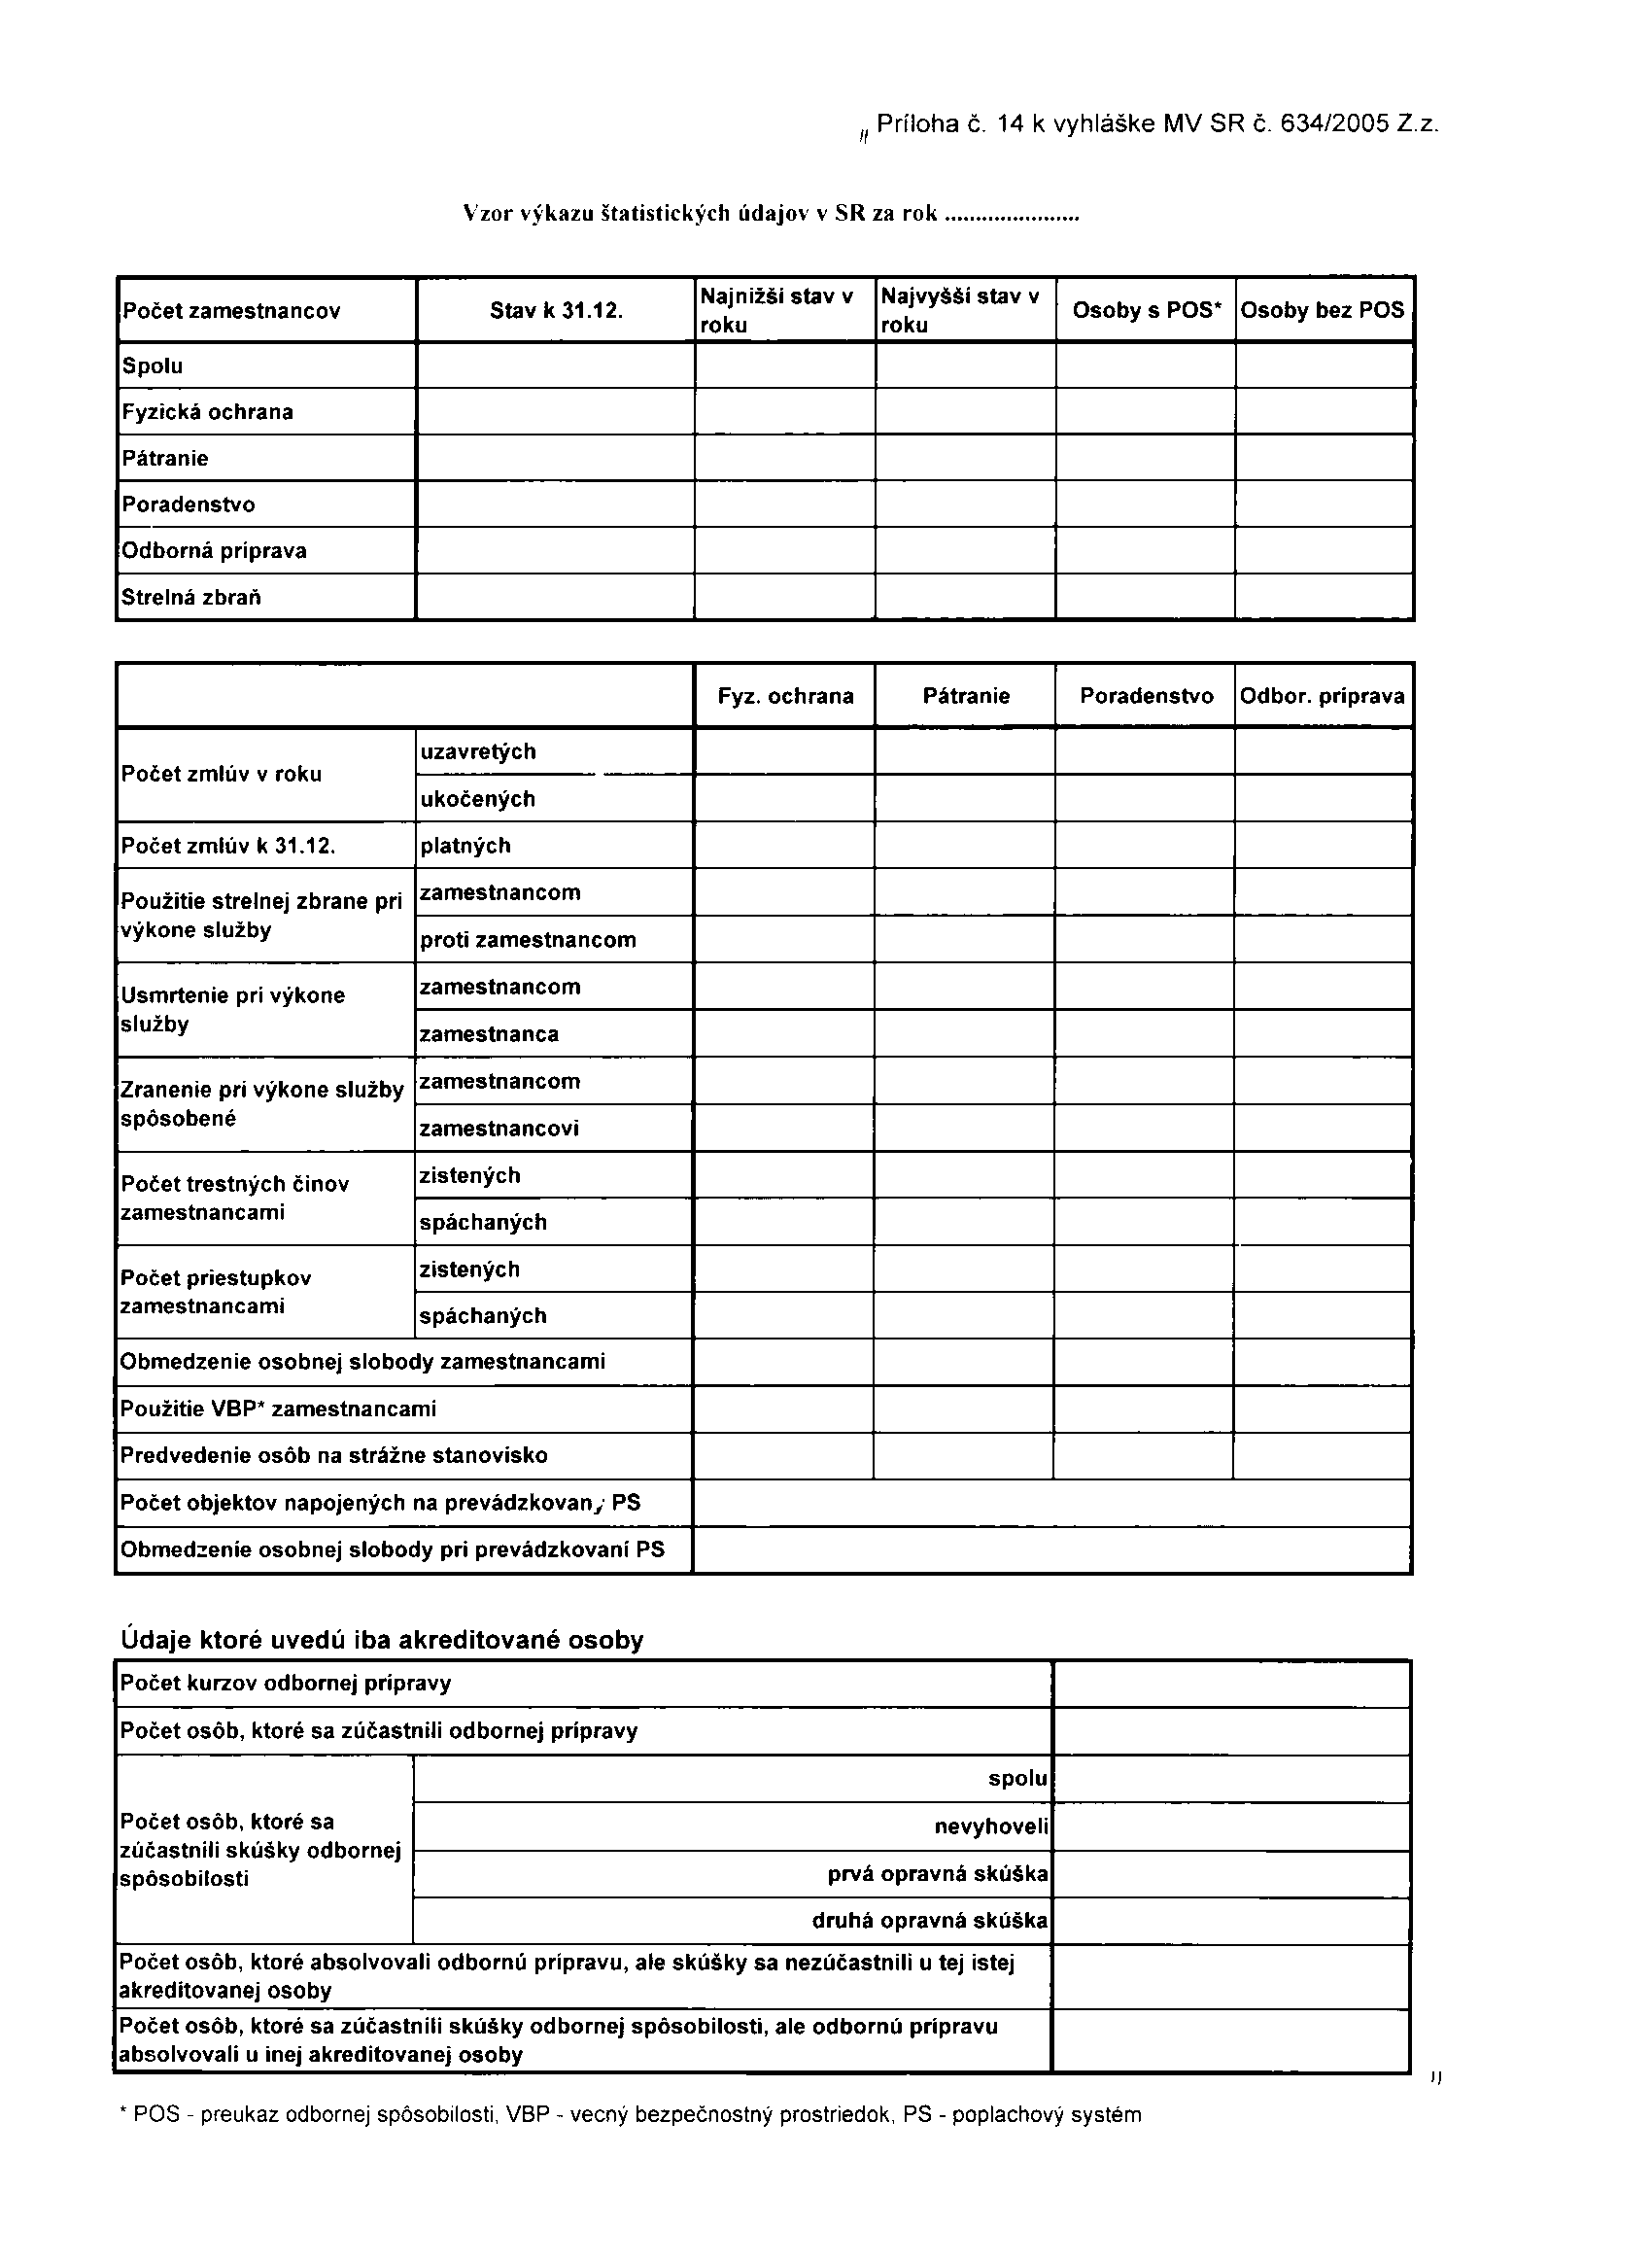 „ Príloha č. 14 k vyhláške MV SR č. 634/2005 Z.z.
Vzor výkazu štatistických údajov v SR za rok ......................
Počet zamestnancov Stav k 31.12. Najnižší stav v roku Najvyšší stav v roku Osoby s POS* Osoby bez POS
Spolu
Fyzická ochrana
Pátranie
Poradenstvo
Odborná príprava
Strelná zbraň
Fyz. ochrana Pátranie Poradenstvo Odbor. príprava
Počet zmlúv v roku
uzavretých
ukočených
Počet zmlúv k 31.12. platných
Použitie strelnej zbrane pri
výkone služby
zamestnancom
proti zamestnancom
Usmrtenie pri výkone
služby
zamestnancom
zamestnanca
Zranenie pri výkone služby
spôsobené
zamestnancom
zamestnancovi
Počet trestných činov
zamestnancami
zistených
spáchaných
Počet priestupkov
zamestnancami
zistených
spáchaných
Obmedzenie osobnej slobody zamestnancami
Použitie VBP* zamestnancami
Predvedenie osôb na strážne stanovisko
Počet objektov napojených na PS
Obmedzenie osobnej slobody pri prevádzkovaní PS
Údaje ktoré uvedú iba akreditované osoby
Počet kurzov odbornej prípravy
Počet osôb, ktoré sa zúčastnili odbornej prípravy
Počet osôb, ktoré sa
zúčastnili skúšky odbornej
spôsobilosti
spolu
nevyhoveli
prvá opravná skúška
druhá opravná skúška
Počet osôb, ktoré absolvovali odbornú prípravu, ale skúšky sa nezúčastnili u tej istej
akreditovanej osoby
Počet osôb, ktoré sa zúčastnili skúšky odbornej spôsobilosti, ale odbornú prípravu
absolvovali u inej akreditovanej osoby
"
* POS - preukaz odbornej spôsobilosti, VBP - vecný bezpečnostný prostriedok, PS - poplachový systém